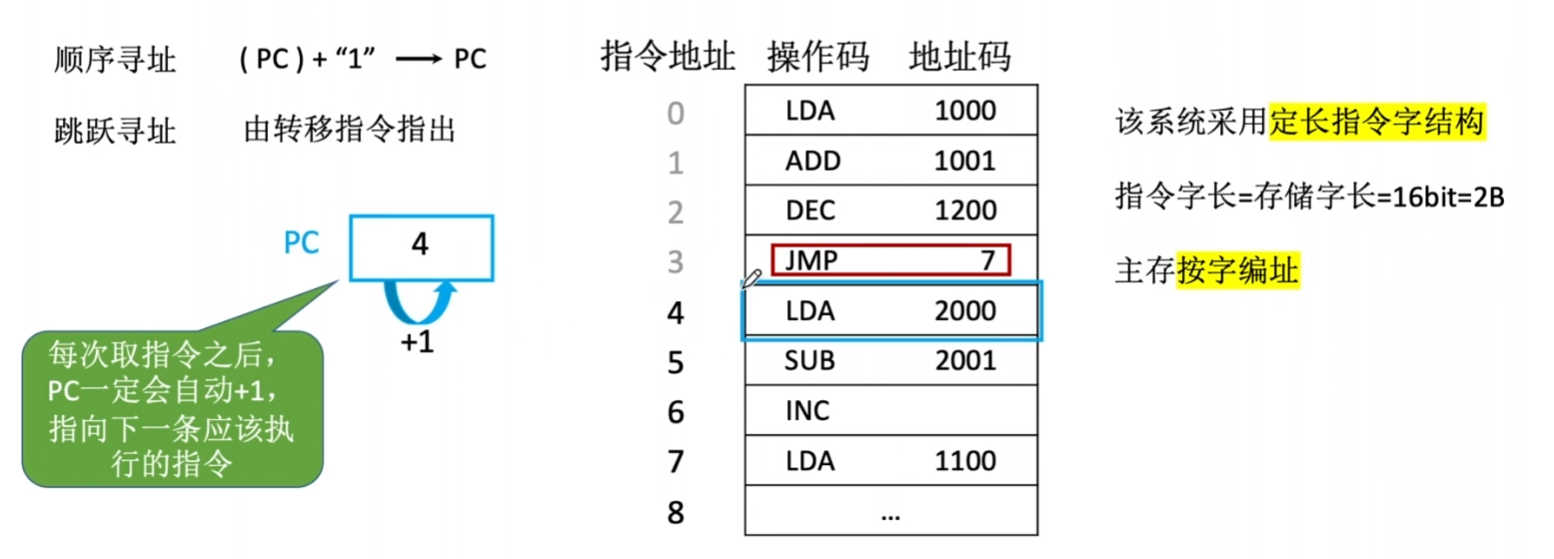 顺序寻址 ( PC ) + “1” ⟶ PC
跳跃寻址 由转移指令指出
PC 4
+1
每次取指令之后，
PC一定会自动+1，
指向下一条应该执
行的指令
指令地址 操作码 地址码
0 LDA 1000
1 ADD 1001
2 DEC 1200
3 JMP 7
4 LDA 2000
5 SUB 2001
6 INC
7 LDA 1100
8 ...
该系统采用定长指令字结构
指令字长=存储字长=16bit=2B
主存按字编址